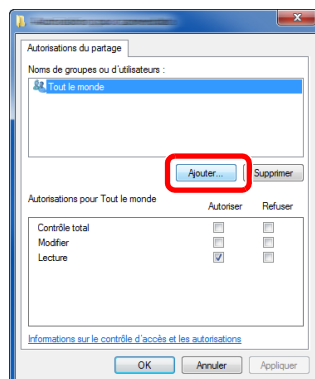 Autorisations du partage
Noms de groupes ou d'utilisateurs :
Tout le monde
Ajouter... Supprimer
Autorisations pour Tout le monde Autoriser Refuser
Contrôle total
Modifier
Lecture
Informations sur le contrôle d'accès et les autorisations
OK Annuler Appliquer